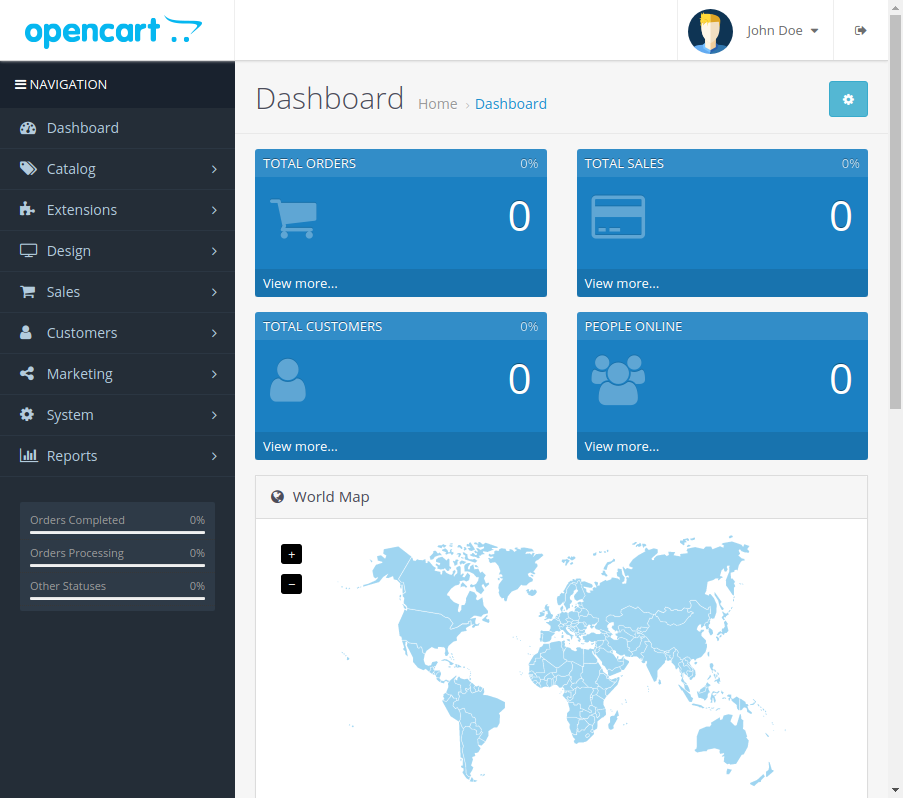 opencart
John Doe
NAVIGATION
Dashboard
Catalog
Extensions
Design
Sales
Customers
Marketing
System
Reports
Orders Completed 0%
Orders Processing 0%
Other Statuses 0%
Dashboard Home › Dashboard
TOTAL ORDERS 0%
0
View more...
TOTAL SALES 0%
0
View more...
TOTAL CUSTOMERS 0%
0
View more...
PEOPLE ONLINE
0
View more...
World Map
+
−